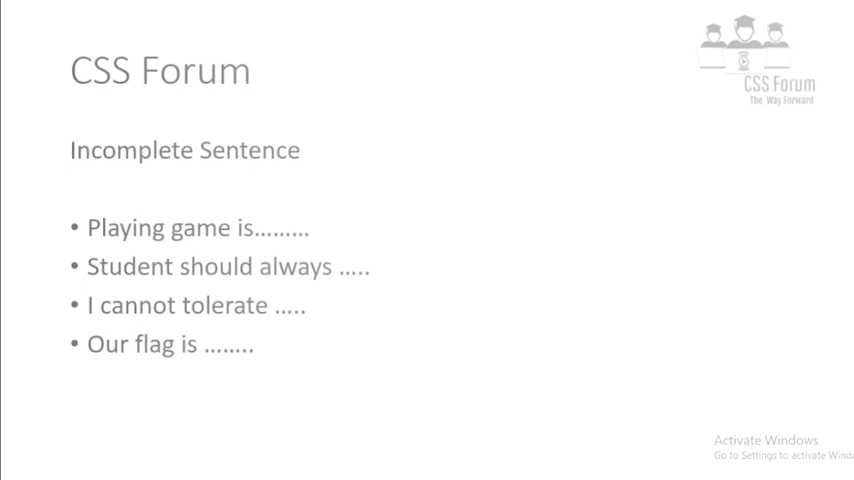 CSS Forum
CSS Forum
The Way Forward
Incomplete Sentence
• Playing game is.........
• Student should always .....
• I cannot tolerate .....
• Our flag is ........
Activate Windows
Go to Settings to activate Wind